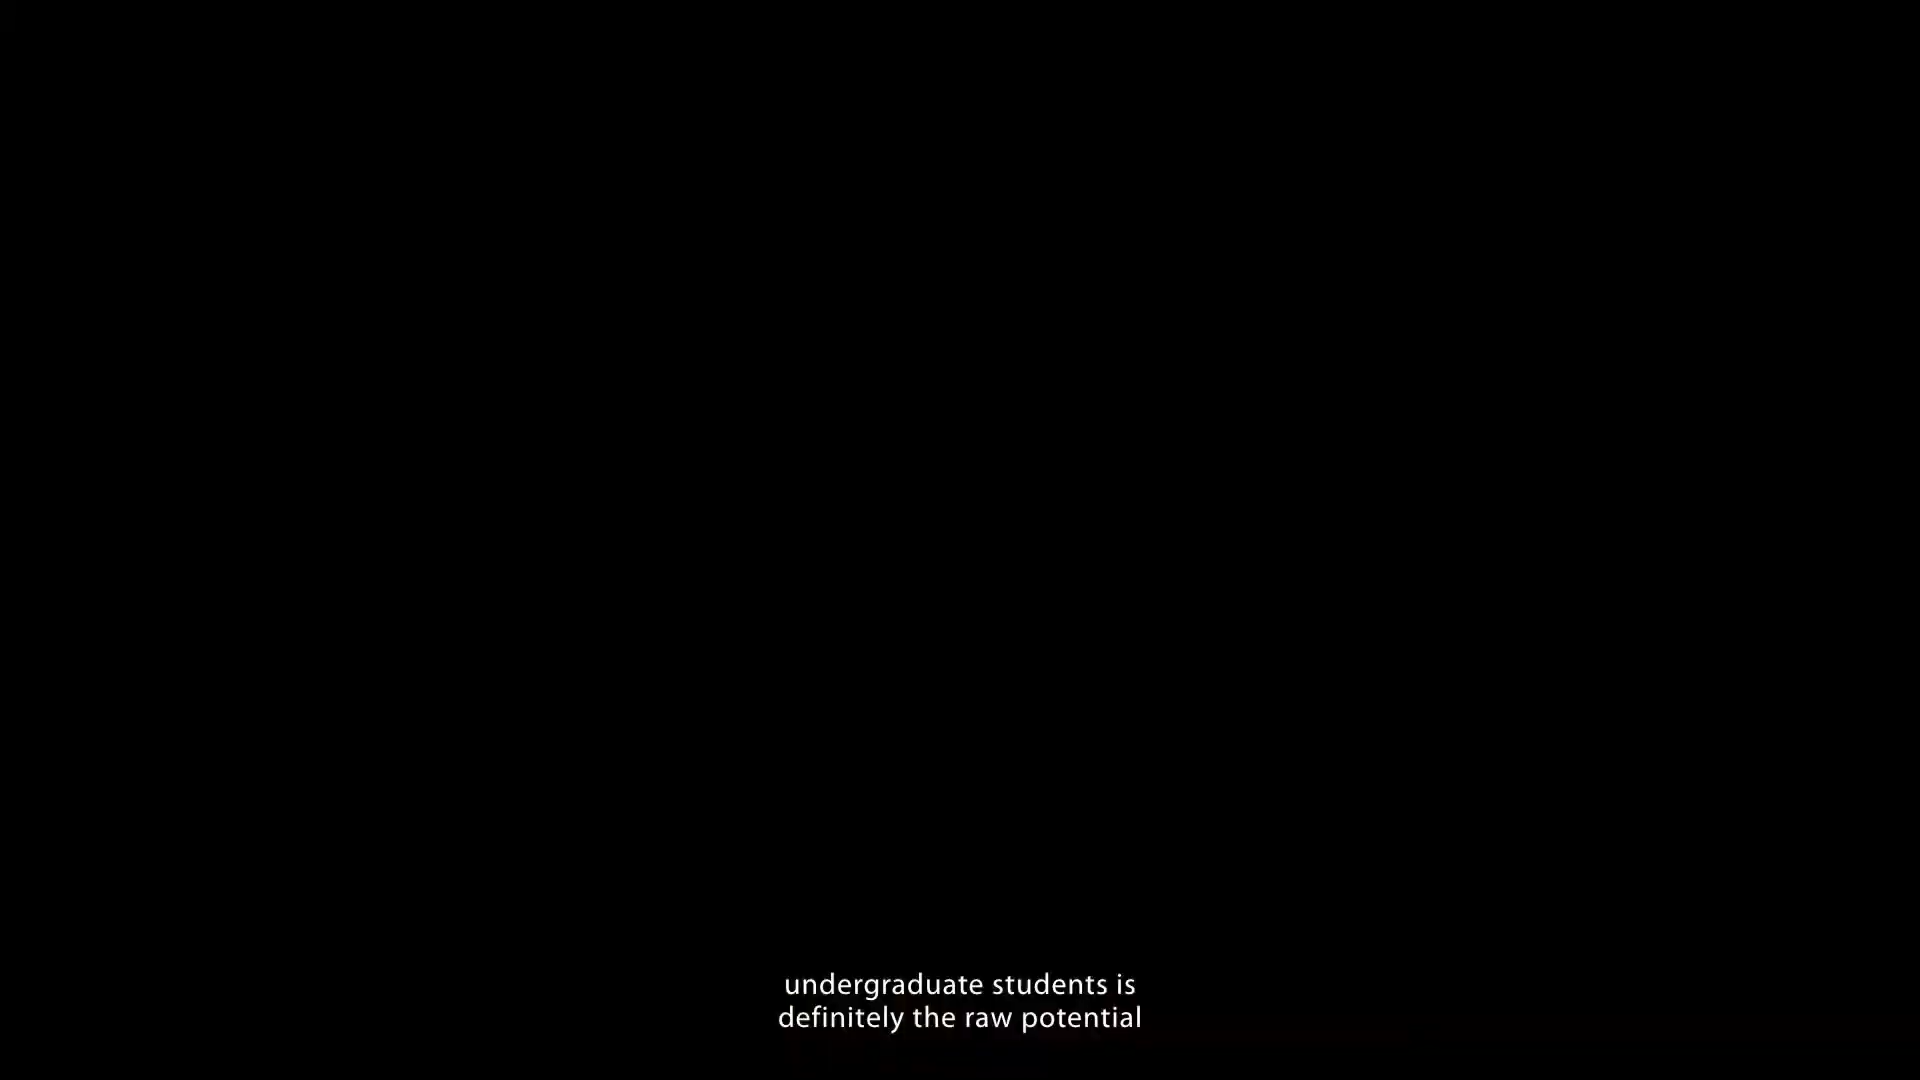 undergraduate students is
definitely the raw potential